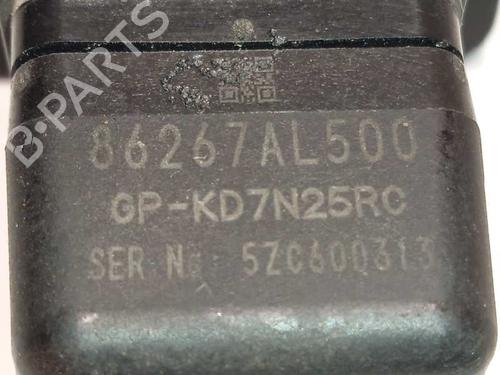 B-PARTS
86267AL500
GP-KD7N25RC
SER No. 5ZC600313